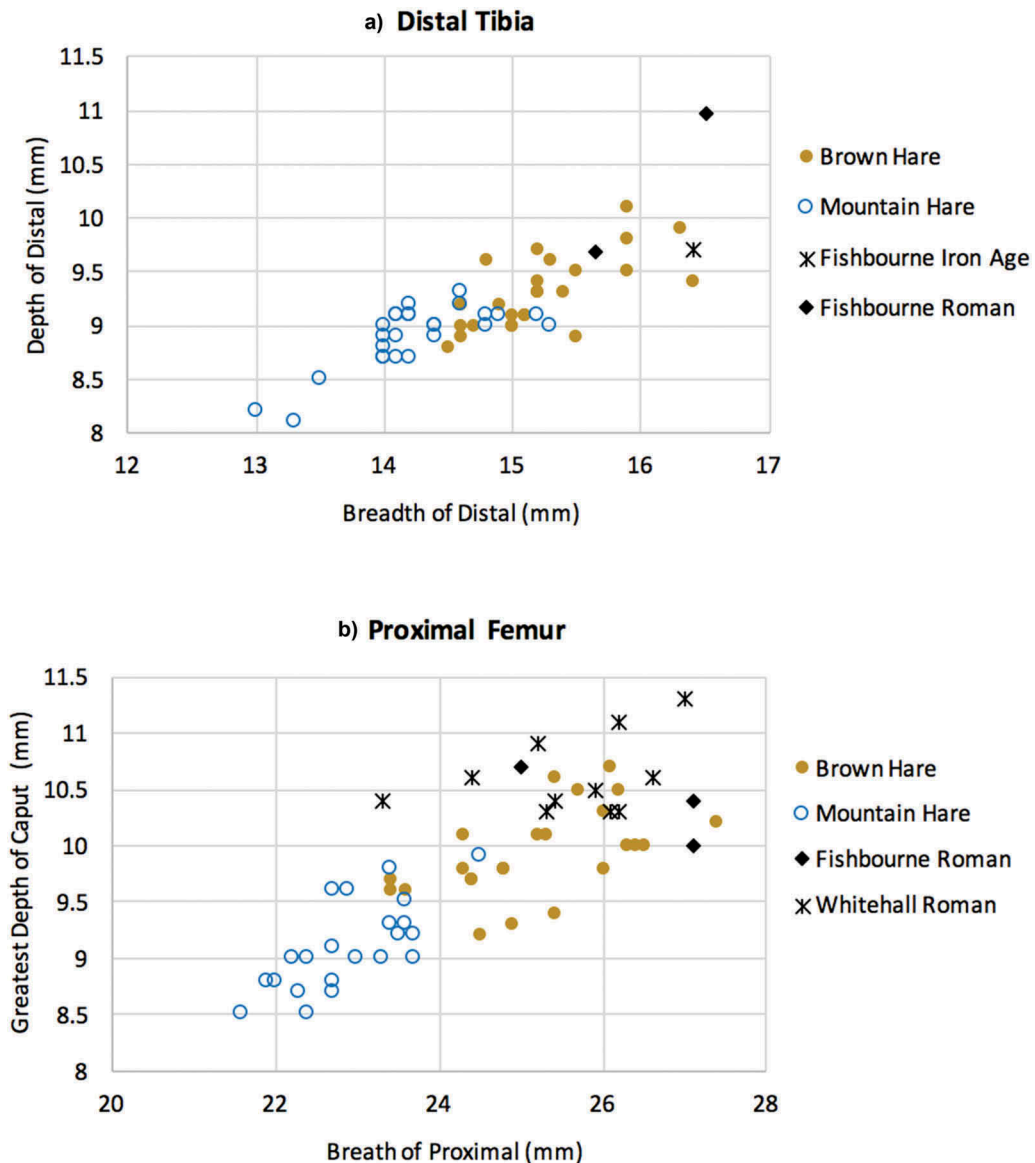 a) Distal Tibia
11.5
11
10.5
10
9.5
9
8.5
8
Depth of Distal (mm)
12 13 14 15 16 17
Breadth of Distal (mm)
Brown Hare
Mountain Hare
Fishbourne Iron Age
Fishbourne Roman
b) Proximal Femur
11.5
11
10.5
10
9.5
9
8.5
8
Greatest Depth of Caput (mm)
20 22 24 26 28
Breath of Proximal (mm)
Brown Hare
Mountain Hare
Fishbourne Roman
Whitehall Roman